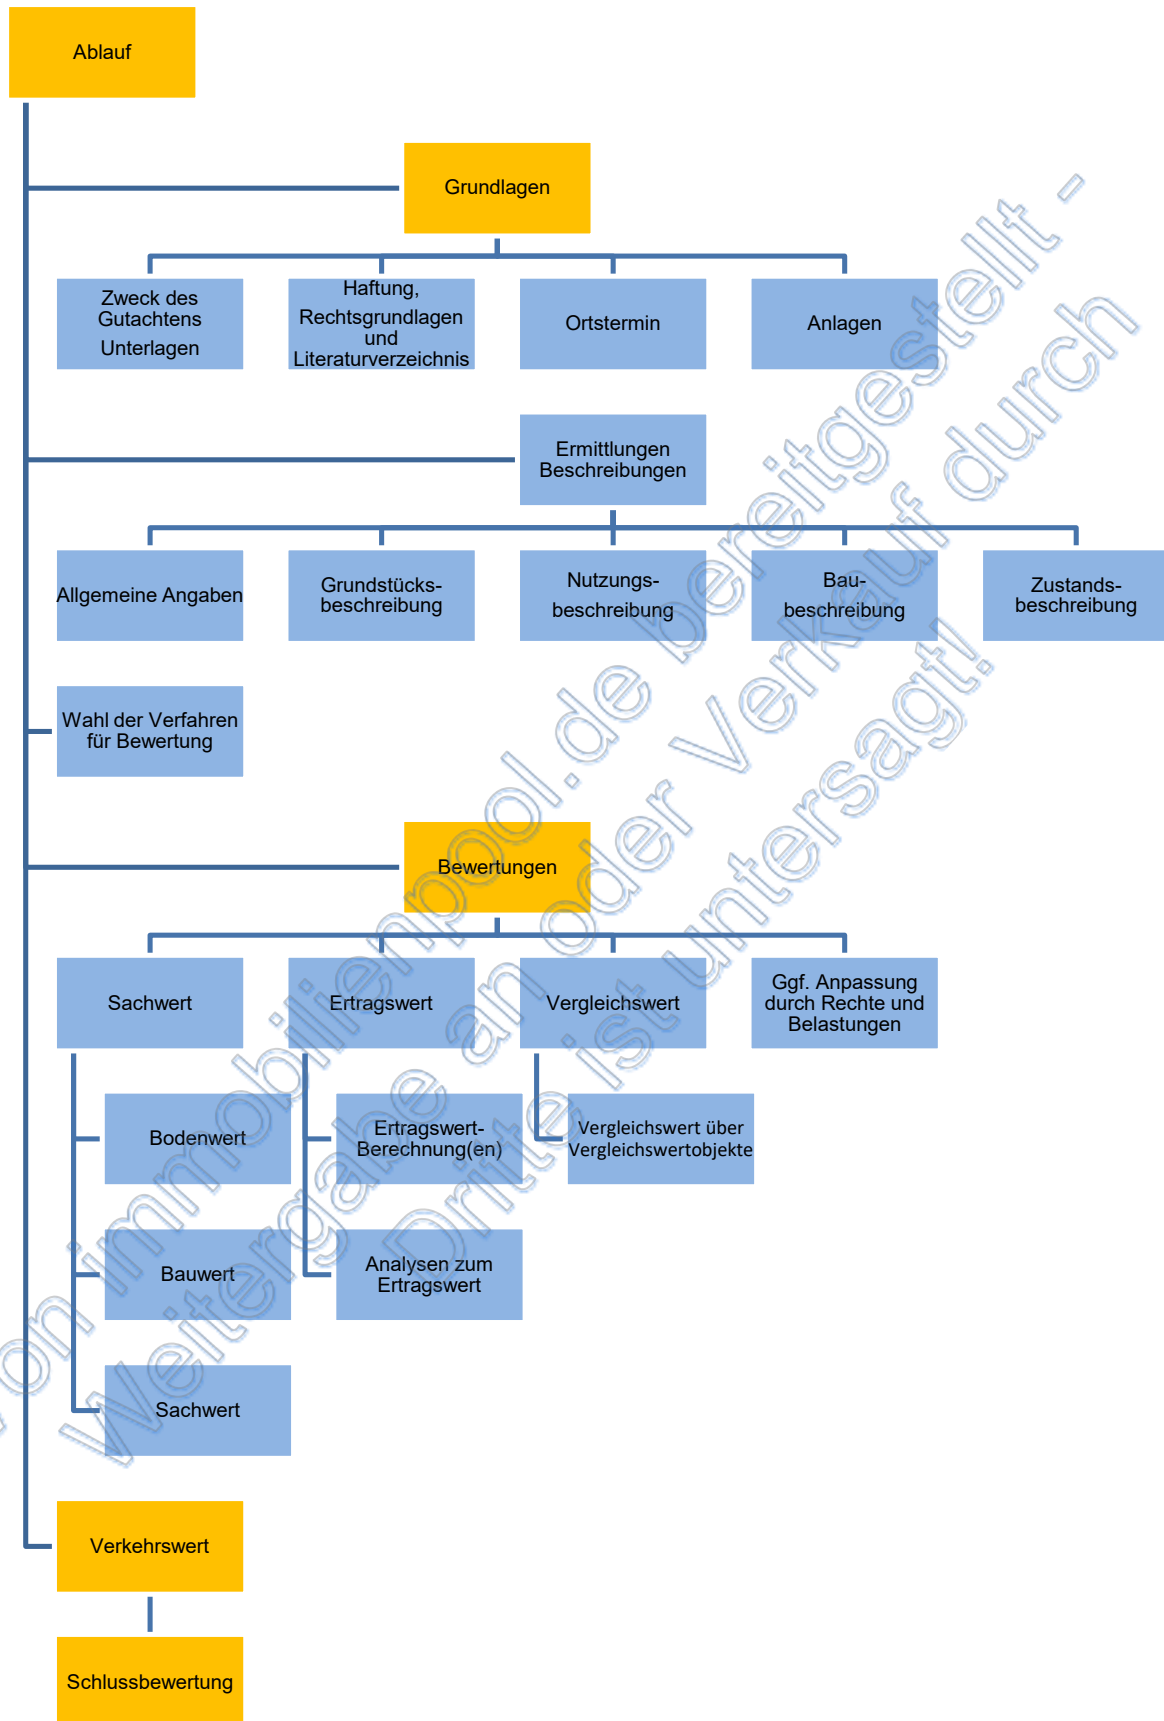 Ablauf
Grundlagen
Zweck des
Gutachtens
Unterlagen
Haftung,
Rechtsgrundlagen
und
Literaturverzeichnis
Ortstermin
Anlagen
Ermittlungen
Beschreibungen
Allgemeine Angaben
Grundstücks-
beschreibung
Nutzungs-
beschreibung
Bau-
beschreibung
Zustands-
beschreibung
Wahl der Verfahren
für Bewertung
Bewertungen
Sachwert
Ertragswert
Vergleichswert
Ggf. Anpassung
durch Rechte und
Belastungen
Bodenwert
Ertragswert-
Berechnung(en)
Vergleichswert über
Vergleichswertobjekte
Bauwert
Analysen zum
Ertragswert
Sachwert
Verkehrswert
Schlussbewertung
von immobilienpool.de bereitgestellt -
Weitergabe an oder Verkauf durch
Dritte ist untersagt!